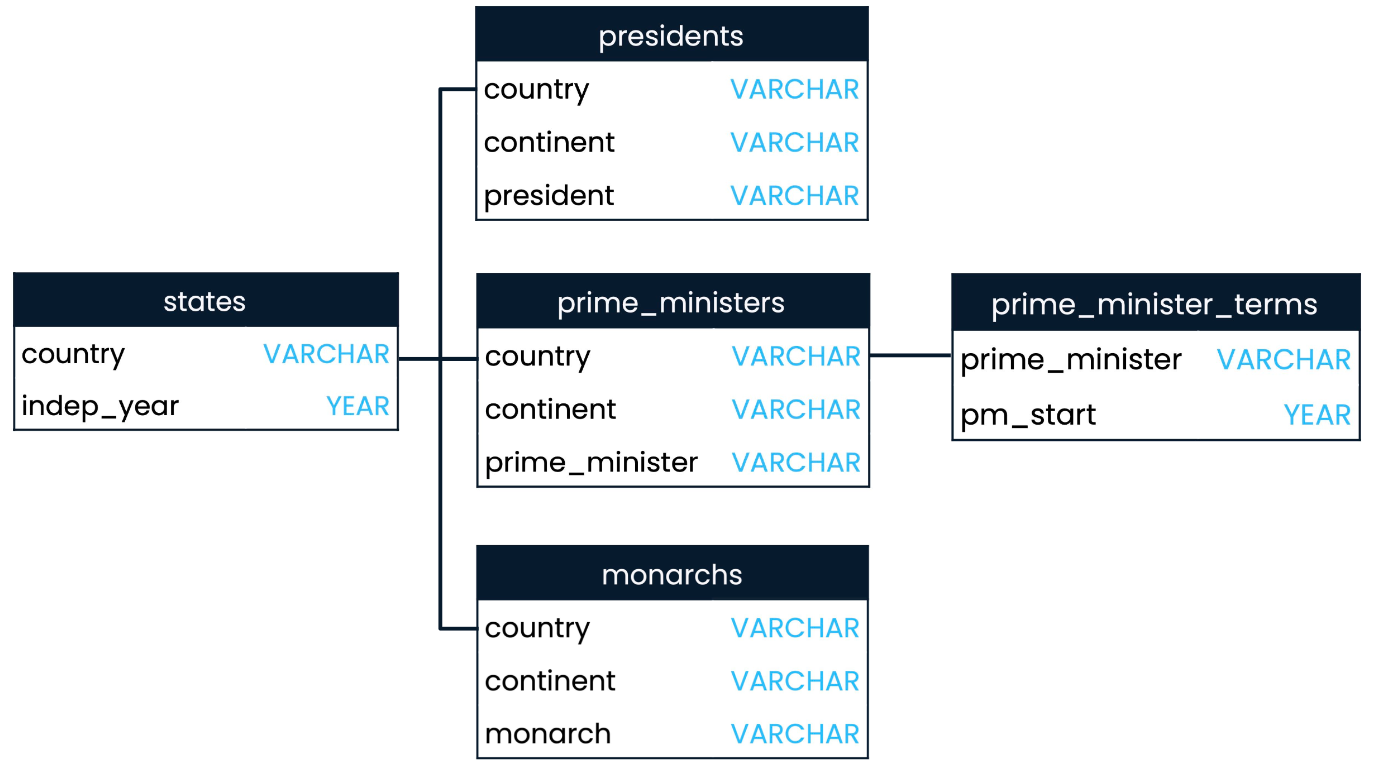 presidents
country VARCHAR
continent VARCHAR
president VARCHAR
states
country VARCHAR
indep_year YEAR
prime_ministers
country VARCHAR
continent VARCHAR
prime_minister VARCHAR
prime_minister_terms
prime_minister VARCHAR
pm_start YEAR
monarchs
country VARCHAR
continent VARCHAR
monarch VARCHAR